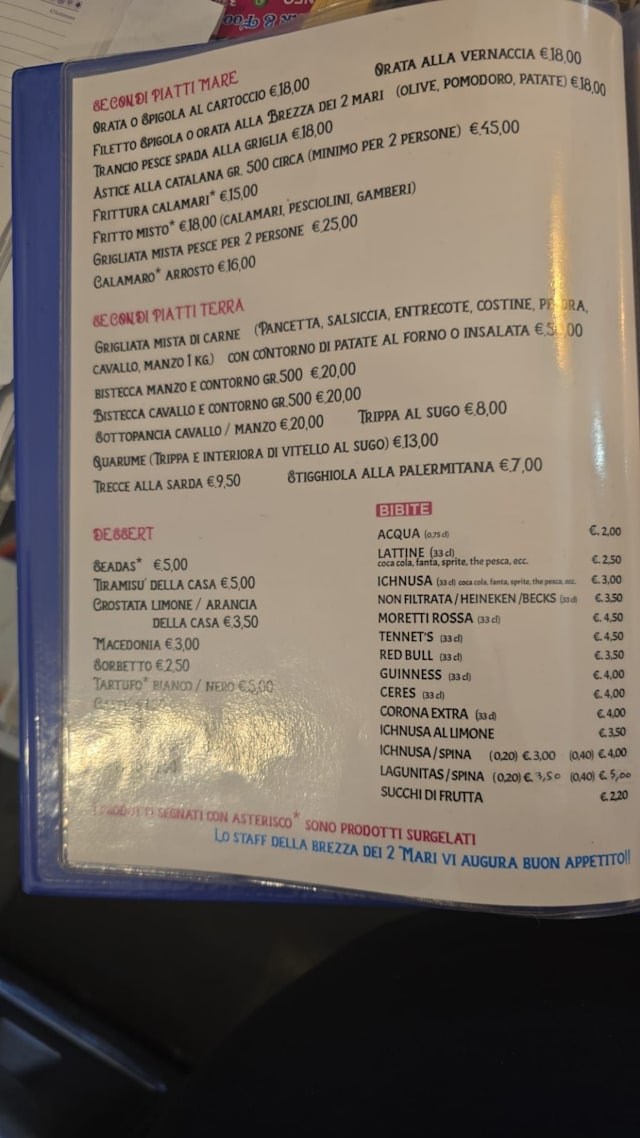 SECONDI PIATTI MARE
ORATA O SPIGOLA AL CARTOCCIO €.18,00
ORATA ALLA VERNACCIA €.18,00
FILETTO SPIGOLA O ORATA ALLA BREZZA DEI 2 MARI (OLIVE, POMODORO, PATATE) €.18,00
TRANCIO PESCE SPADA ALLA GRIGLIA €.18,00
ASTICE ALLA CATALANA GR. 500 CIRCA (MINIMO PER 2 PERSONE) €.45,00
FRITTURA CALAMARI* €.15,00
FRITTO MISTO* €.18,00 (CALAMARI, PESCIOLINI, GAMBERI)
GRIGLIATA MISTA PESCE PER 2 PERSONE €.25,00
CALAMARO* ARROSTO €.16,00
SECONDI PIATTI TERRA
GRIGLIATA MISTA DI CARNE (PANCETTA, SALSICCIA, ENTRECOTE, COSTINE,
CAVALLO, MANZO 1 KG.) CON CONTORNO DI PATATE AL FORNO O INSALATA
BISTECCA MANZO E CONTORNO GR.500 €.20,00
BISTECCA CAVALLO E CONTORNO GR.500 €.20,00
SOTTOPANCIA CAVALLO / MANZO €.20,00 TRIPPA AL SUGO €.8,00
QUARUME (TRIPPA E INTERIORA DI VITELLO AL SUGO) €.13,00
TRECCE ALLA SARDA €.9,50 STIGGHIOLA ALLA PALERMITANA €.7,00
DESSERT
SEADAS* €.5,00
TIRAMISU' DELLA CASA €.5,00
CROSTATA LIMONE / ARANCIA
DELLA CASA €.3,50
MACEDONIA €.3,00
SORBETTO €.2,50
TARTUFO* BIANCO / NERO €.5,00
BIBITE
ACQUA (0,75 cl) €. 2,00
LATTINE (33 cl)
coca cola, fanta, sprite, the pesca, ecc. €. 2,50
ICHNUSA (33 cl) coca cola, fanta, sprite, the pesca, ecc. €. 3,00
NON FILTRATA / HEINEKEN /BECKS (33 cl) €. 3,50
MORETTI ROSSA (33 cl) €. 4,50
TENNET'S (33 cl) €. 4,50
RED BULL (33 cl) €. 3,50
GUINNESS (33 cl) €. 4,00
CERES (33 cl) €. 4,00
CORONA EXTRA (33 cl) €. 4,00
ICHNUSA AL LIMONE €. 3,50
ICHNUSA / SPINA (0,20) €. 3,00 (0,40) €. 4,00
LAGUNITAS / SPINA (0,20) €. 3,50 (0,40) €. 5,00
SUCCHI DI FRUTTA €. 2,20
I PRODOTTI SEGNATI CON ASTERISCO* SONO PRODOTTI SURGELATI
LO STAFF DELLA BREZZA DEI 2 MARI VI AUGURA BUON APPETITO!!